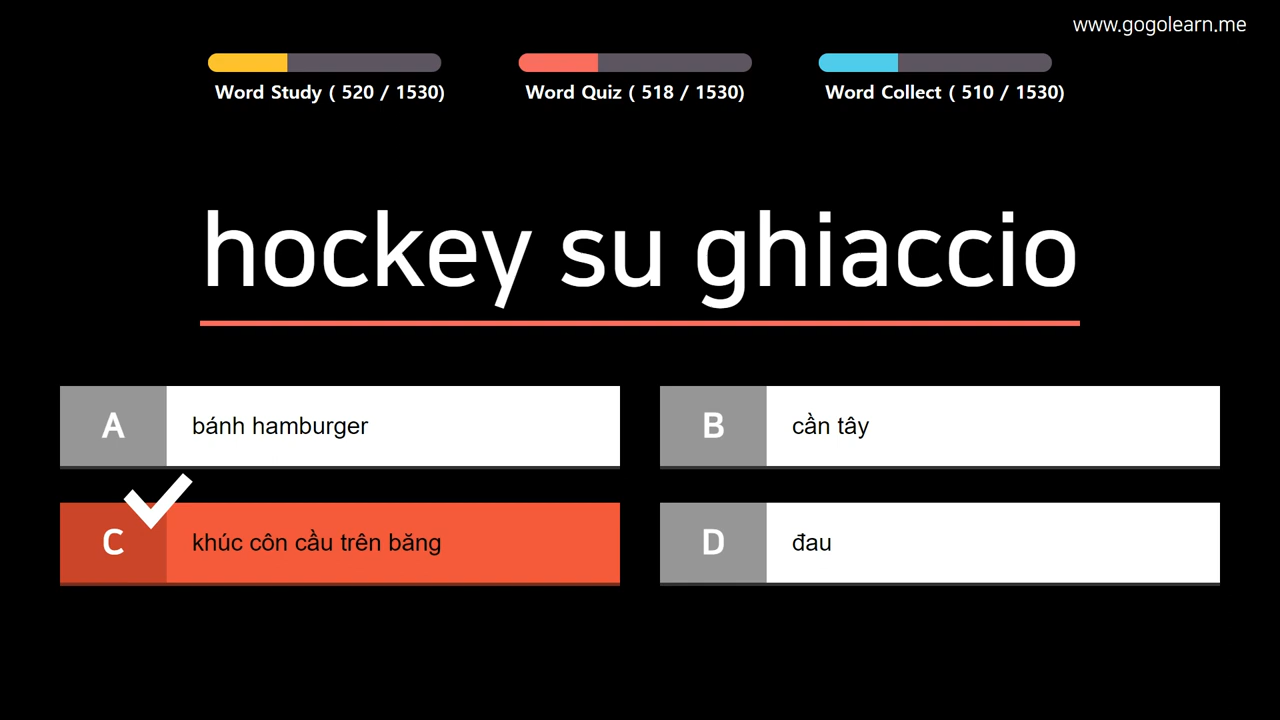 www.gogolearn.me
Word Study ( 520 / 1530)
Word Quiz ( 518 / 1530)
Word Collect ( 510 / 1530)
hockey su ghiaccio
A
bánh hamburger
B
cần tây
C
khúc côn cầu trên băng
D
đau